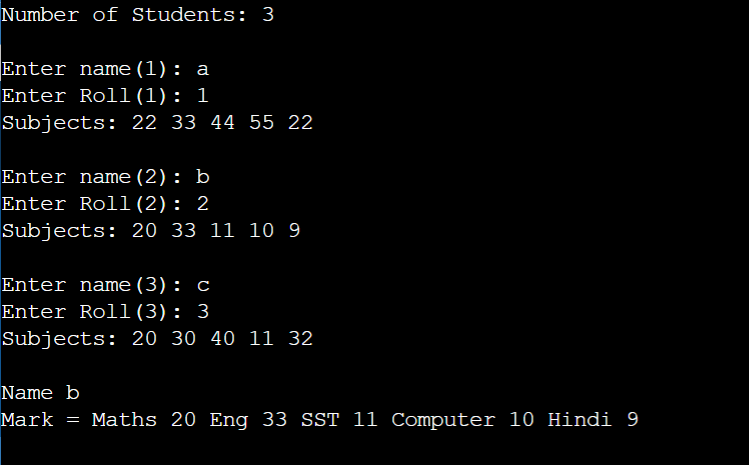 Number of Students: 3
Enter name(1): a
Enter Roll(1): 1
Subjects: 22 33 44 55 22
Enter name(2): b
Enter Roll(2): 2
Subjects: 20 33 11 10 9
Enter name(3): c
Enter Roll(3): 3
Subjects: 20 30 40 11 32
Name b
Mark = Maths 20 Eng 33 SST 11 Computer 10 Hindi 9